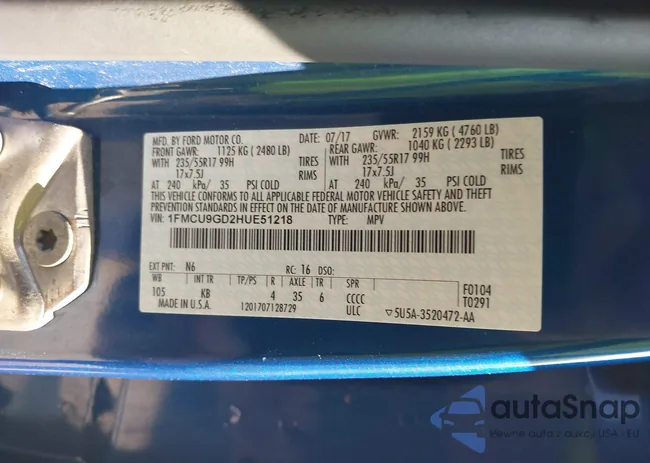 MFD. BY FORD MOTOR CO. DATE: 07/17 GVWR: 2159 KG ( 4760 LB)
FRONT GAWR: 1125 KG ( 2480 LB) REAR GAWR: 1040 KG ( 2293 LB)
WITH 235/55R17 99H TIRES WITH 235/55R17 99H TIRES
17x7.5J RIMS 17x7.5J RIMS
AT 240 kPa/ 35 PSI COLD AT 240 kPa/ 35 PSI COLD
THIS VEHICLE CONFORMS TO ALL APPLICABLE FEDERAL MOTOR VEHICLE SAFETY AND THEFT
PREVENTION STANDARDS IN EFFECT ON THE DATE OF MANUFACTURE SHOWN ABOVE.
VIN: 1FMCU9GD2HUE51218 TYPE: MPV
EXT PNT: N6 RC: 16 DSO: F0104
WB INT TR TP/PS R AXLE TR SPR T0291
105 KB 4 35 6 CCCC
MADE IN U.S.A. 1201707128729 ULC ▽5U5A-3520472-AA
autaSnap
pewne auta z aukcji USA - EU